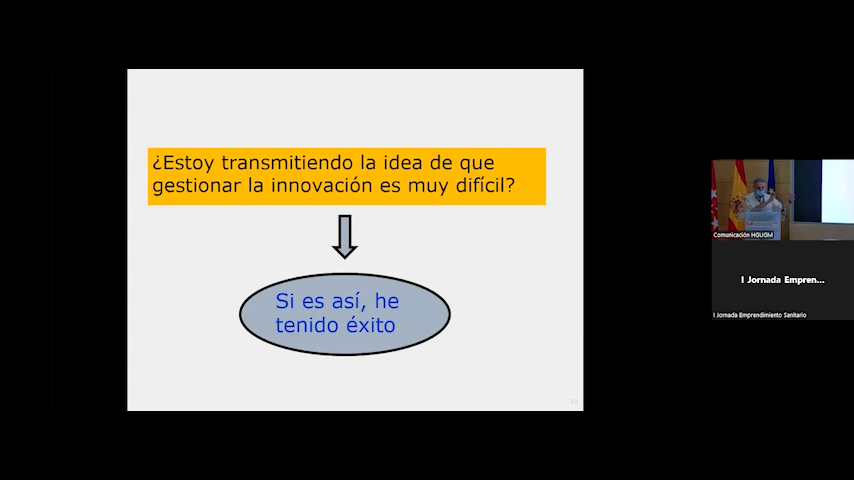 ¿Estoy transmitiendo la idea de que
gestionar la innovación es muy difícil?
Si es así, he
tenido éxito
Comunicación HGUGM
I Jornada Empren...
I Jornada Emprendimiento Sanitario